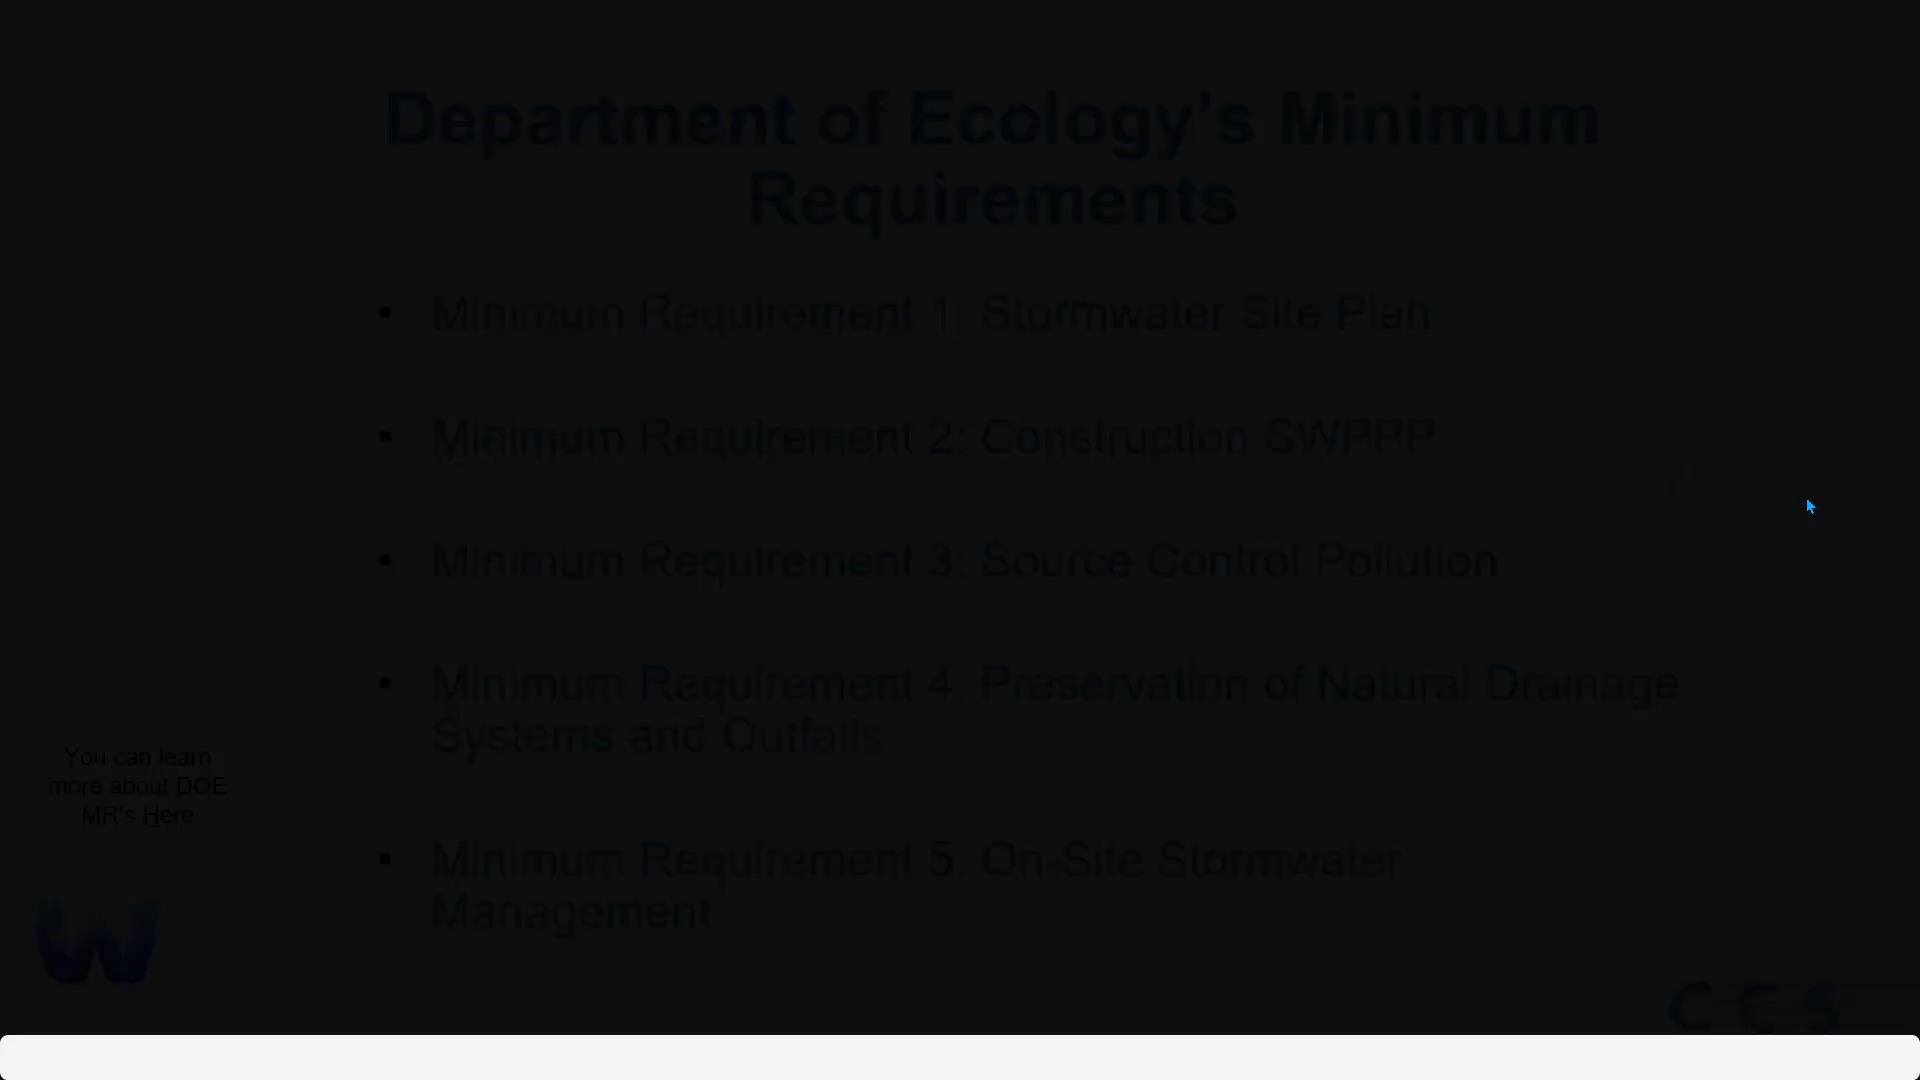 Department of Ecology's Minimum
Requirements
• Minimum Requirement 1: Stormwater Site Plan
• Minimum Requirement 2: Construction SWPPP
• Minimum Requirement 3: Source Control Pollution
• Minimum Requirement 4: Preservation of Natural Drainage
Systems and Outfalls
You can learn
more about DOE
MR's Here
• Minimum Requirement 5: On-Site Stormwater
Management
W
CCS